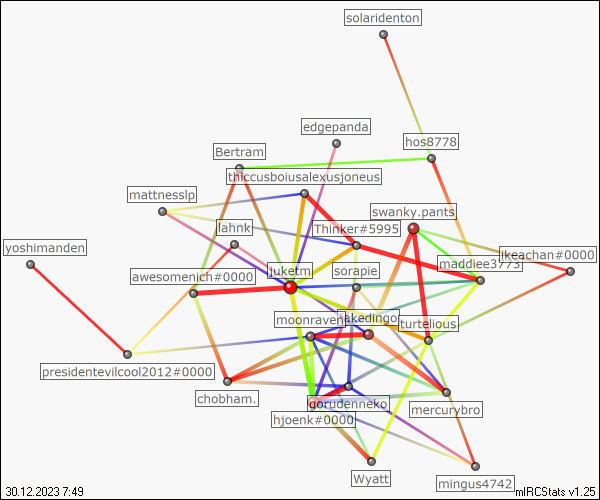 solaridenton
edgepanda
hos8778
Bertram
thiccusboiusalexusjoneus
mattnesslp
swanky.pants
lahnk
Thinker#5995
yoshimanden
ikeachan#0000
maddiee3773
juketm
sorapie
awesomenich#0000
moonraven
fakedingo
turtelious
presidentevilcool2012#0000
chobham.
gorudenneko
mercurybro
hjoenk#0000
Wyatt
mingus4742
30.12.2023 7:49
mIRCStats v1.25